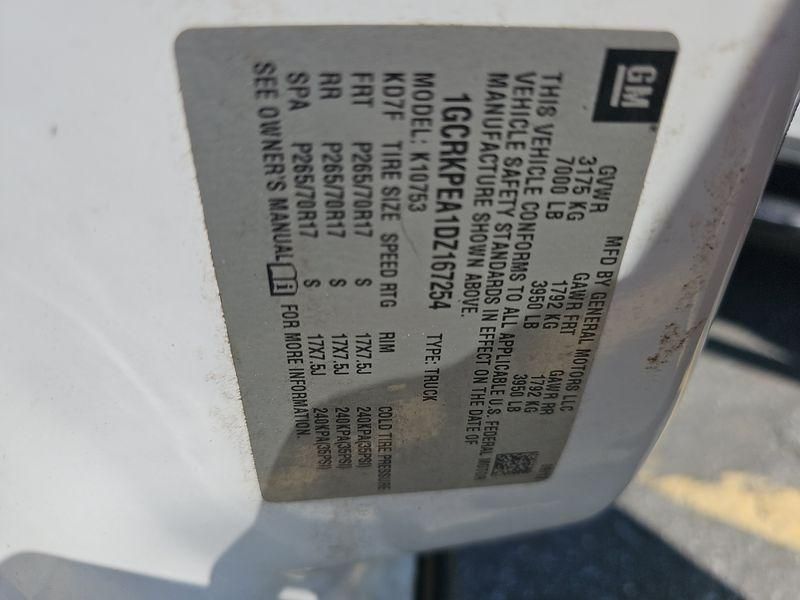 GM
MFD BY GENERAL MOTORS LLC
GVWR GAWR FRT GAWR RR
3175 KG 1792 KG 1792 KG
7000 LB 3950 LB 3950 LB
THIS VEHICLE CONFORMS TO ALL APPLICABLE U.S. FEDERAL MOTOR
VEHICLE SAFETY STANDARDS IN EFFECT ON THE DATE OF
MANUFACTURE SHOWN ABOVE.
1GCRKPEA1DZ167254 TYPE: TRUCK
MODEL: K10753
KD7F TIRE SIZE SPEED RTG RIM COLD TIRE PRESSURE
FRT P265/70R17 S 17X7.5J 240KPA(35PSI)
RR P265/70R17 S 17X7.5J 240KPA(35PSI)
SPA P265/70R17 S 17X7.5J 240KPA(35PSI)
SEE OWNER'S MANUAL i FOR MORE INFORMATION.